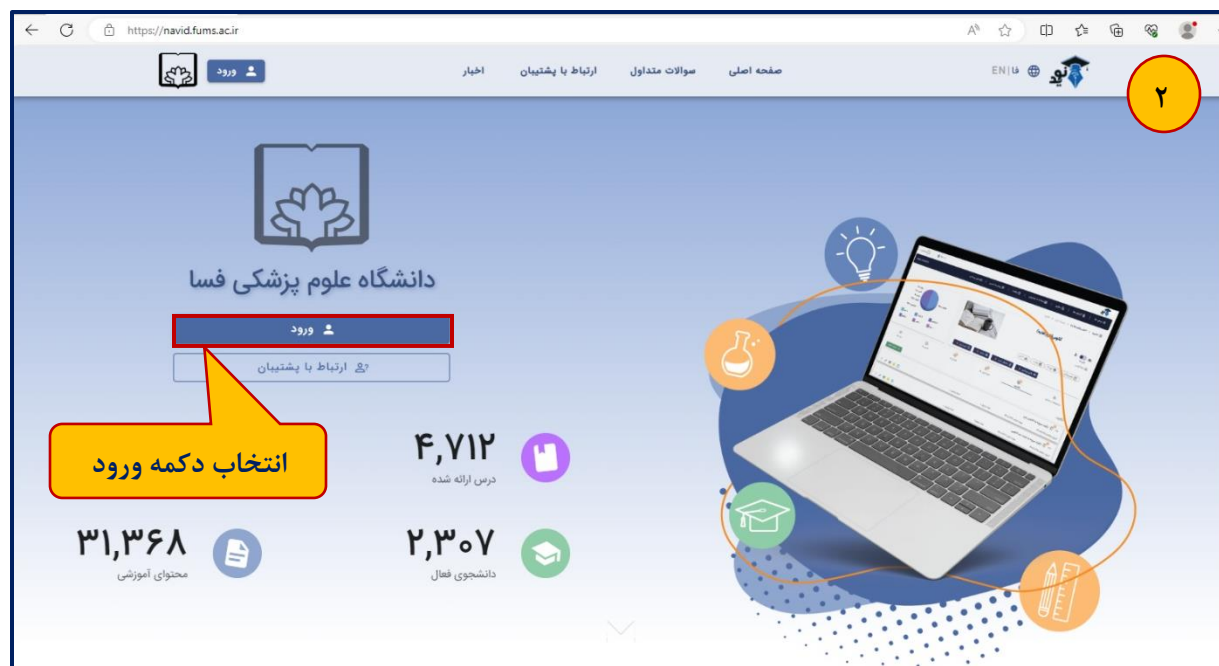 https://navid.fums.ac.ir
نوید
فا | EN
صفحه اصلی
سوالات متداول
ارتباط با پشتیبان
اخبار
ورود
۲
دانشگاه علوم پزشکی فسا
ورود
ارتباط با پشتیبان
انتخاب دکمه ورود
۴,۷۱۲
درس ارائه شده
۲,۳۰۷
دانشجوی فعال
۳۱,۳۶۸
محتوای آموزشی